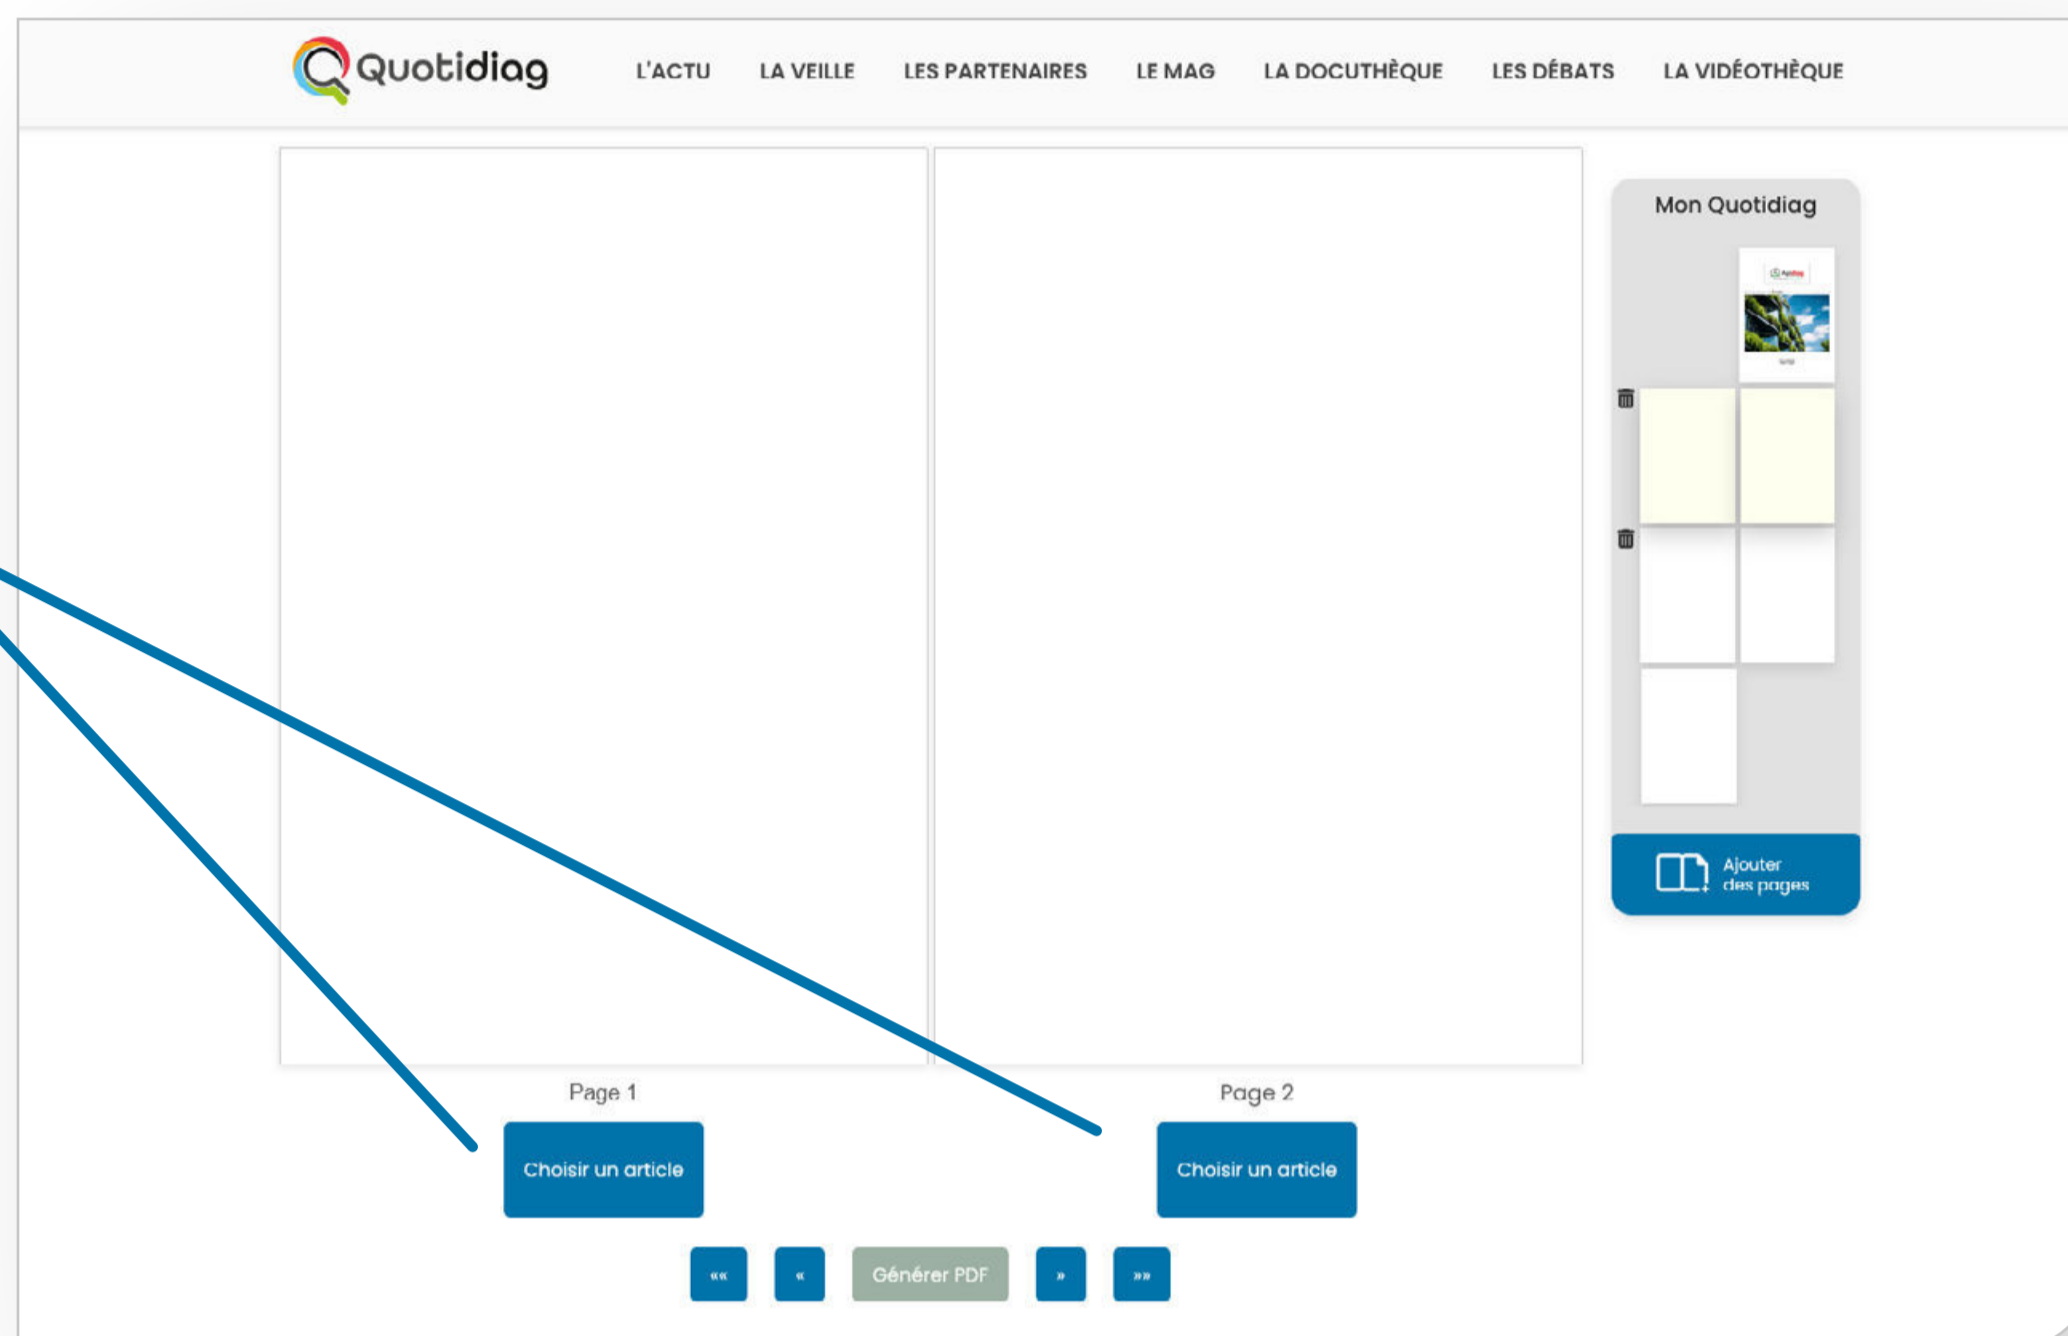 Quotidiag
L'ACTU
LA VEILLE
LES PARTENAIRES
LE MAG
LA DOCUTHÈQUE
LES DÉBATS
LA VIDÉOTHÈQUE
Mon Quotidiag
Ajouter
des pages
Page 1
Page 2
Choisir un article
Choisir un article
««
«
Générer PDF
»
»»